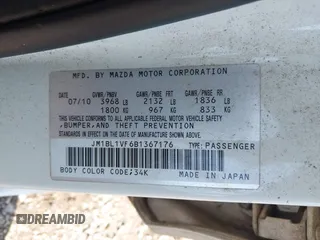 MFD. BY MAZDA MOTOR CORPORATION
GVWR/PNBV GAWR/PNBE FRT GAWR/PNBE RR
07/10 3968 LB 2132 LB 1836 LB
1800 KG 967 KG 833 KG
THIS VEHICLE CONFORMS TO ALL APPLICABLE FEDERAL MOTOR
VEHICLE SAFETY, BUMPER, AND THEFT PREVENTION STANDARDS
IN EFFECT ON THE DATE OF MANUFACTURE SHOWN ABOVE.
JM1BL1VF6B1367176 TYPE:PASSENGER
BODY COLOR CODE;34K MADE IN JAPAN